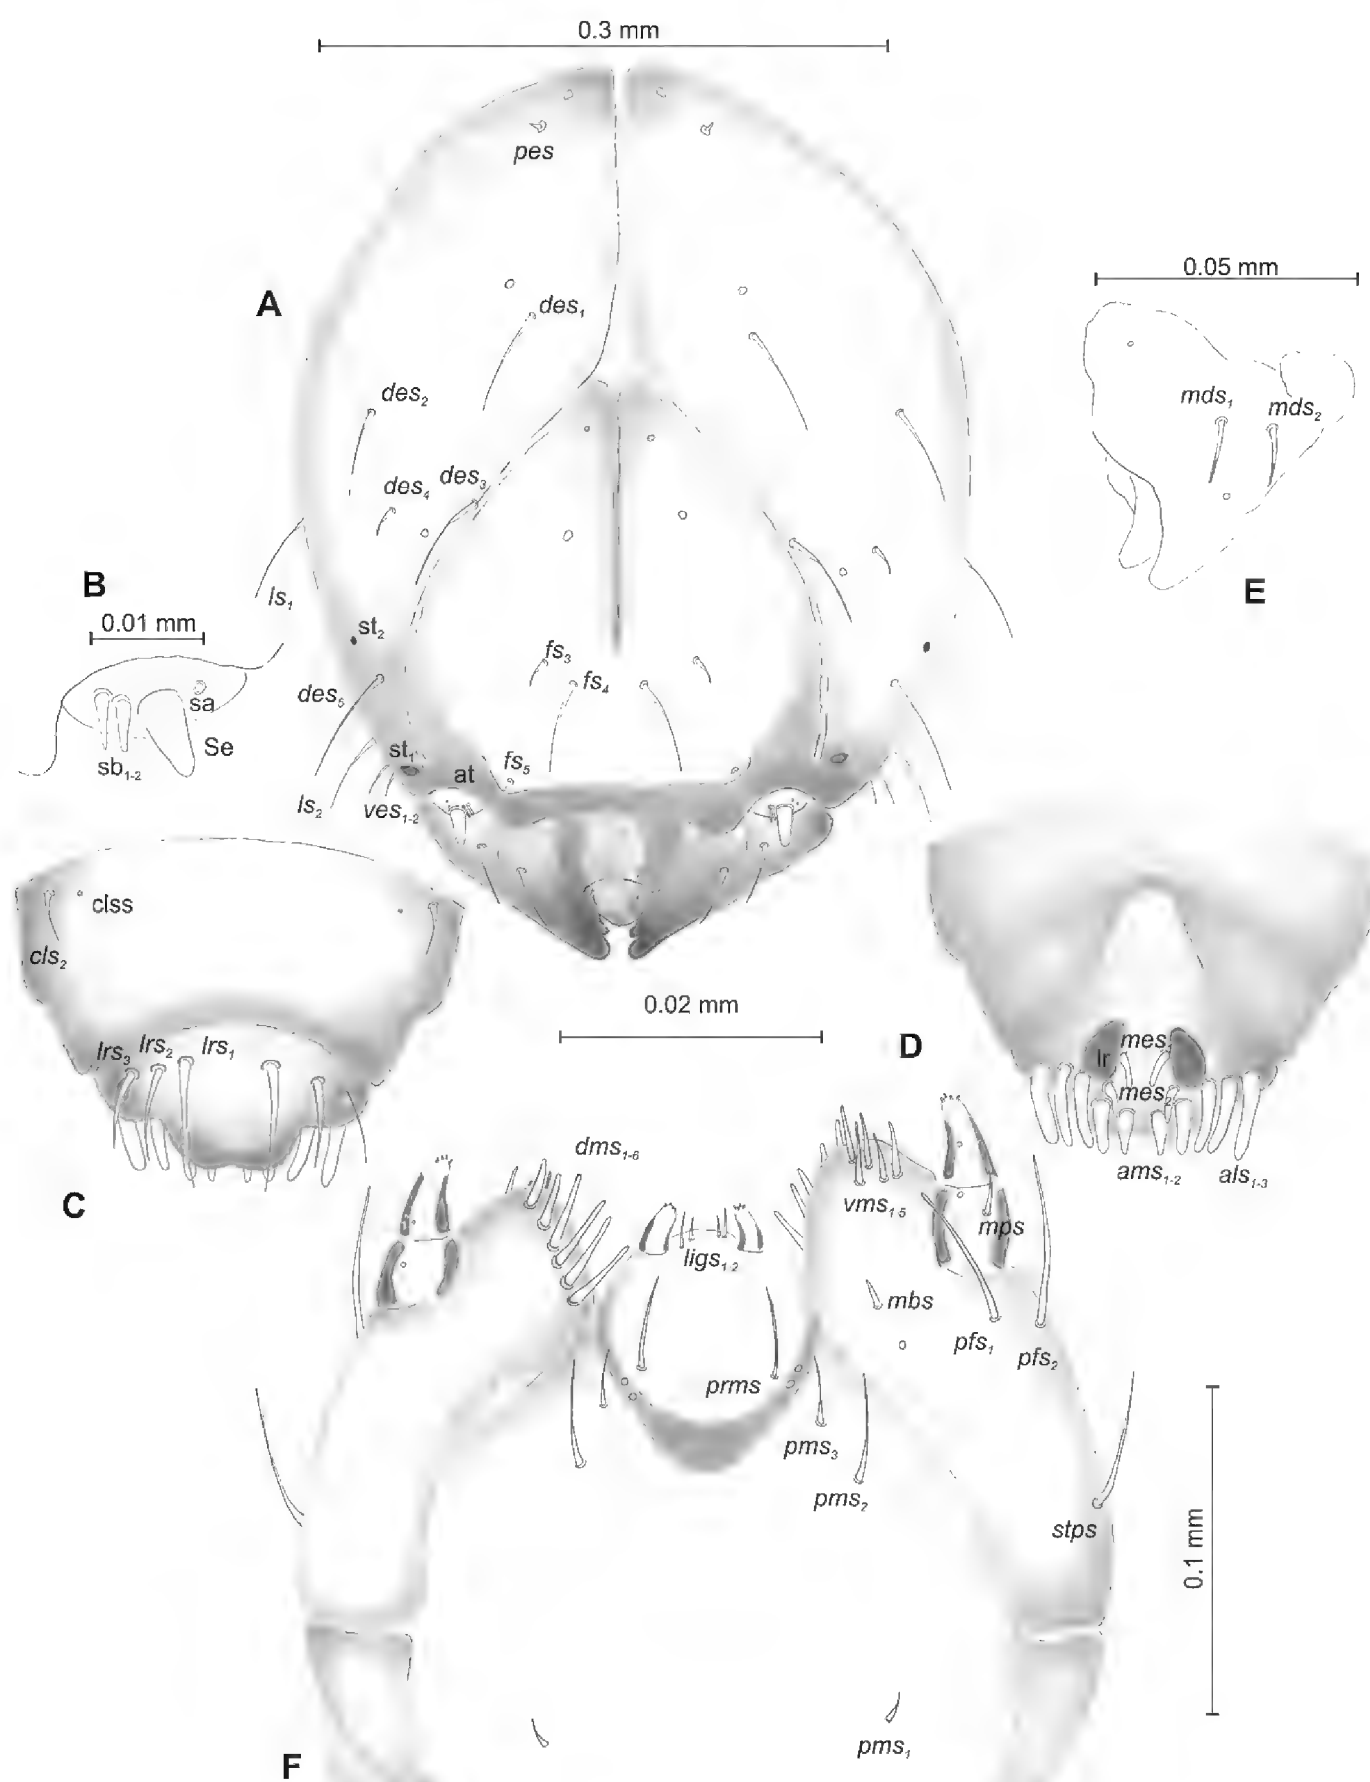 0.3 mm
pes
A
des₁
des₂
des₃
des₄
ls₁
st₂
des₅
fs₃
fs₄
st₁
at
fs₅
ls₂
ves₁₋₂
B
0.01 mm
sa
Se
sb₁₋₂
0.05 mm
mds₁
mds₂
E
clss
cls₂
lrs₃
lrs₂
lrs₁
C
0.02 mm
D
mes
lr
mes₂
ams₁₋₂
als₁₋₃
dms₁₋₆
vms₁₋₅
mps
ligs₁₋₂
mbs
pfs₁
pfs₂
prms
pms₃
pms₂
stps
0.1 mm
pms₁
F